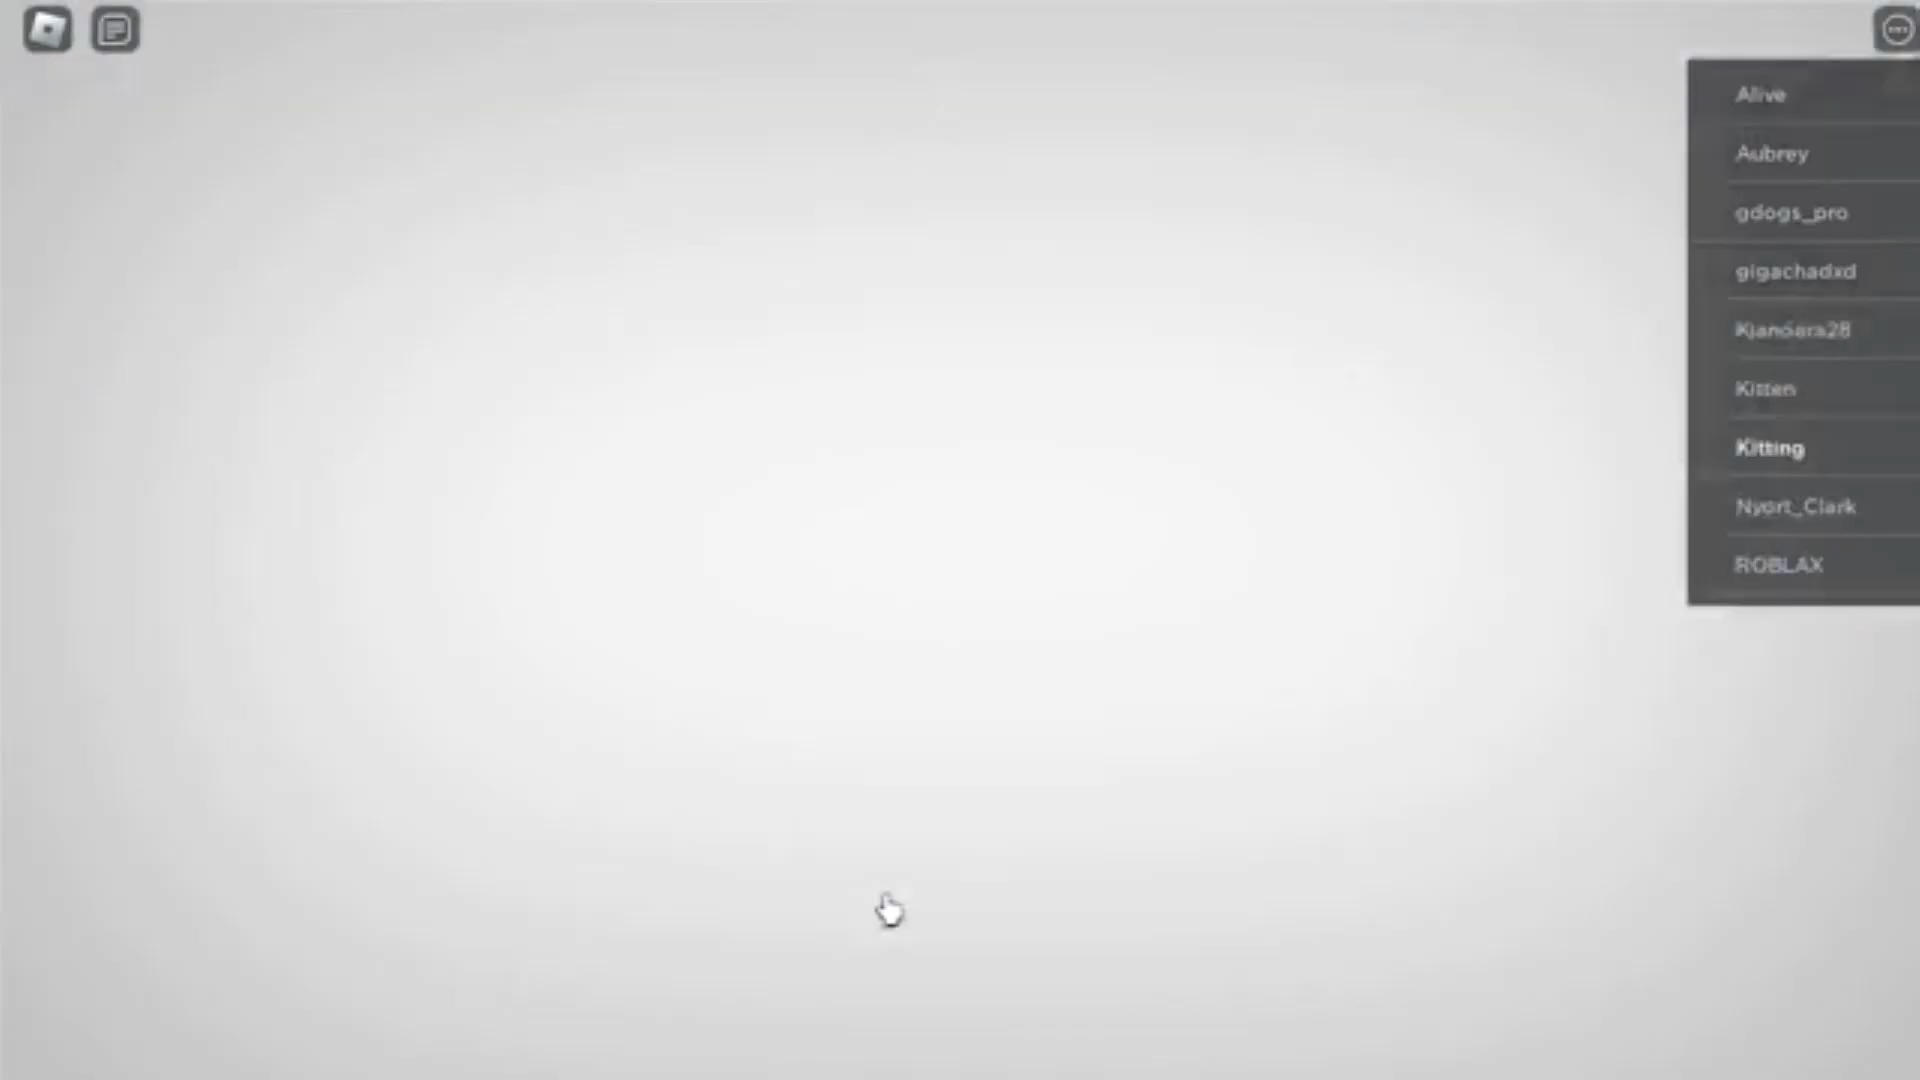 Alive
Aubrey
gdogs_pro
gigachadxd
Kitten
Kitting
Nyort_Clark
ROBLAX